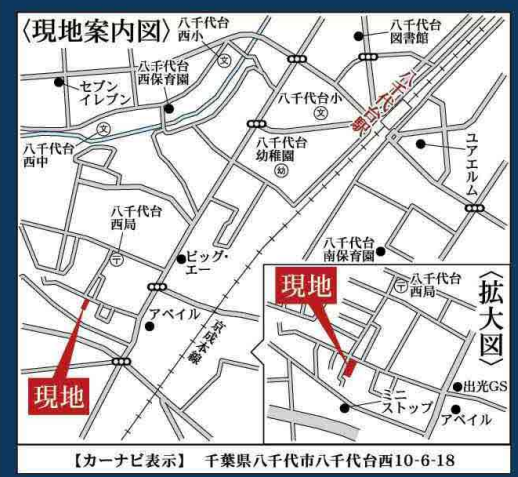 〈現地案内図〉
八千代台
西小
文
八千代台
図書館
セブン
イレブン
八千代台
西保育園
八千代台小
文
八千代台駅
文
八千代台
西中
八千代台
幼稚園
幼
ユアエルム
八千代台
西局
〒
ビッグ・
エー
八千代台
南保育園
アベイル
京成本線
現地
〈拡大図〉
八千代台
西局
〒
現地
ミニ
ストップ
出光GS
アベイル
【カーナビ表示】 千葉県八千代市八千代台西10-6-18